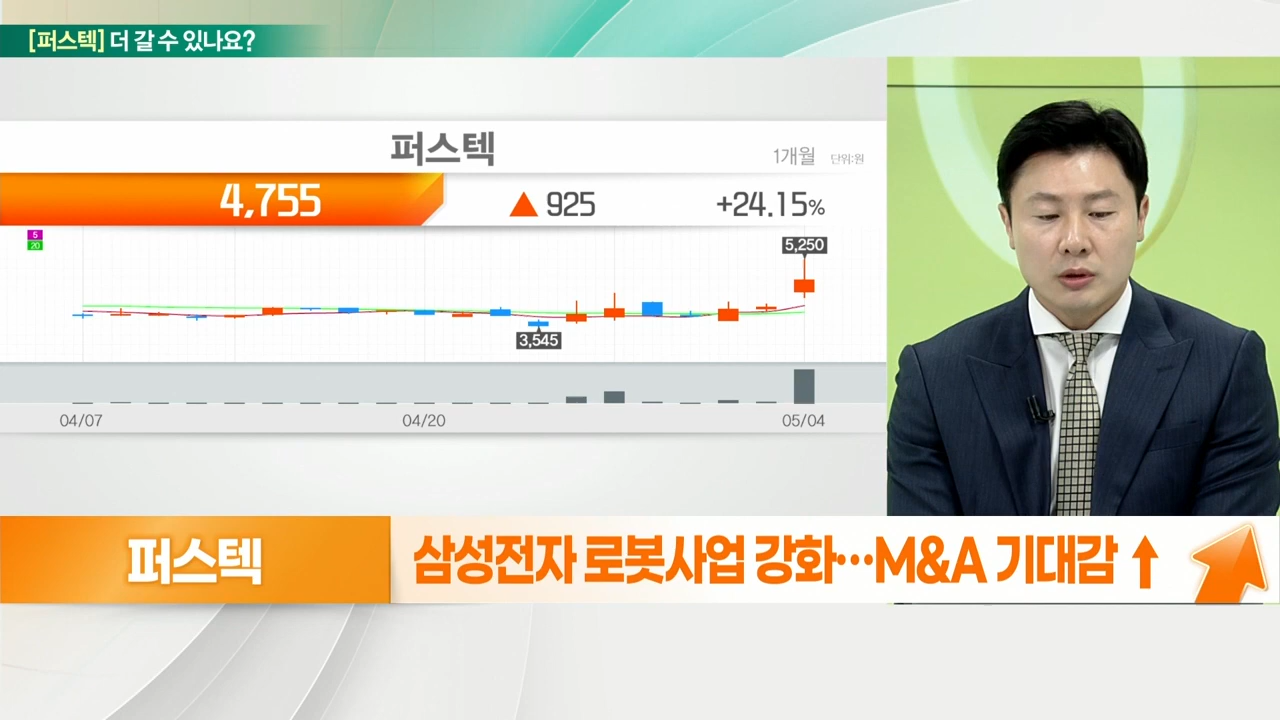 [퍼스텍] 더 갈 수 있나요?
퍼스텍
1개월 단위:원
4,755 ▲ 925 +24.15%
5
20
5,250
3,545
04/07 04/20 05/04
퍼스텍
삼성전자 로봇사업 강화…M&A 기대감↑